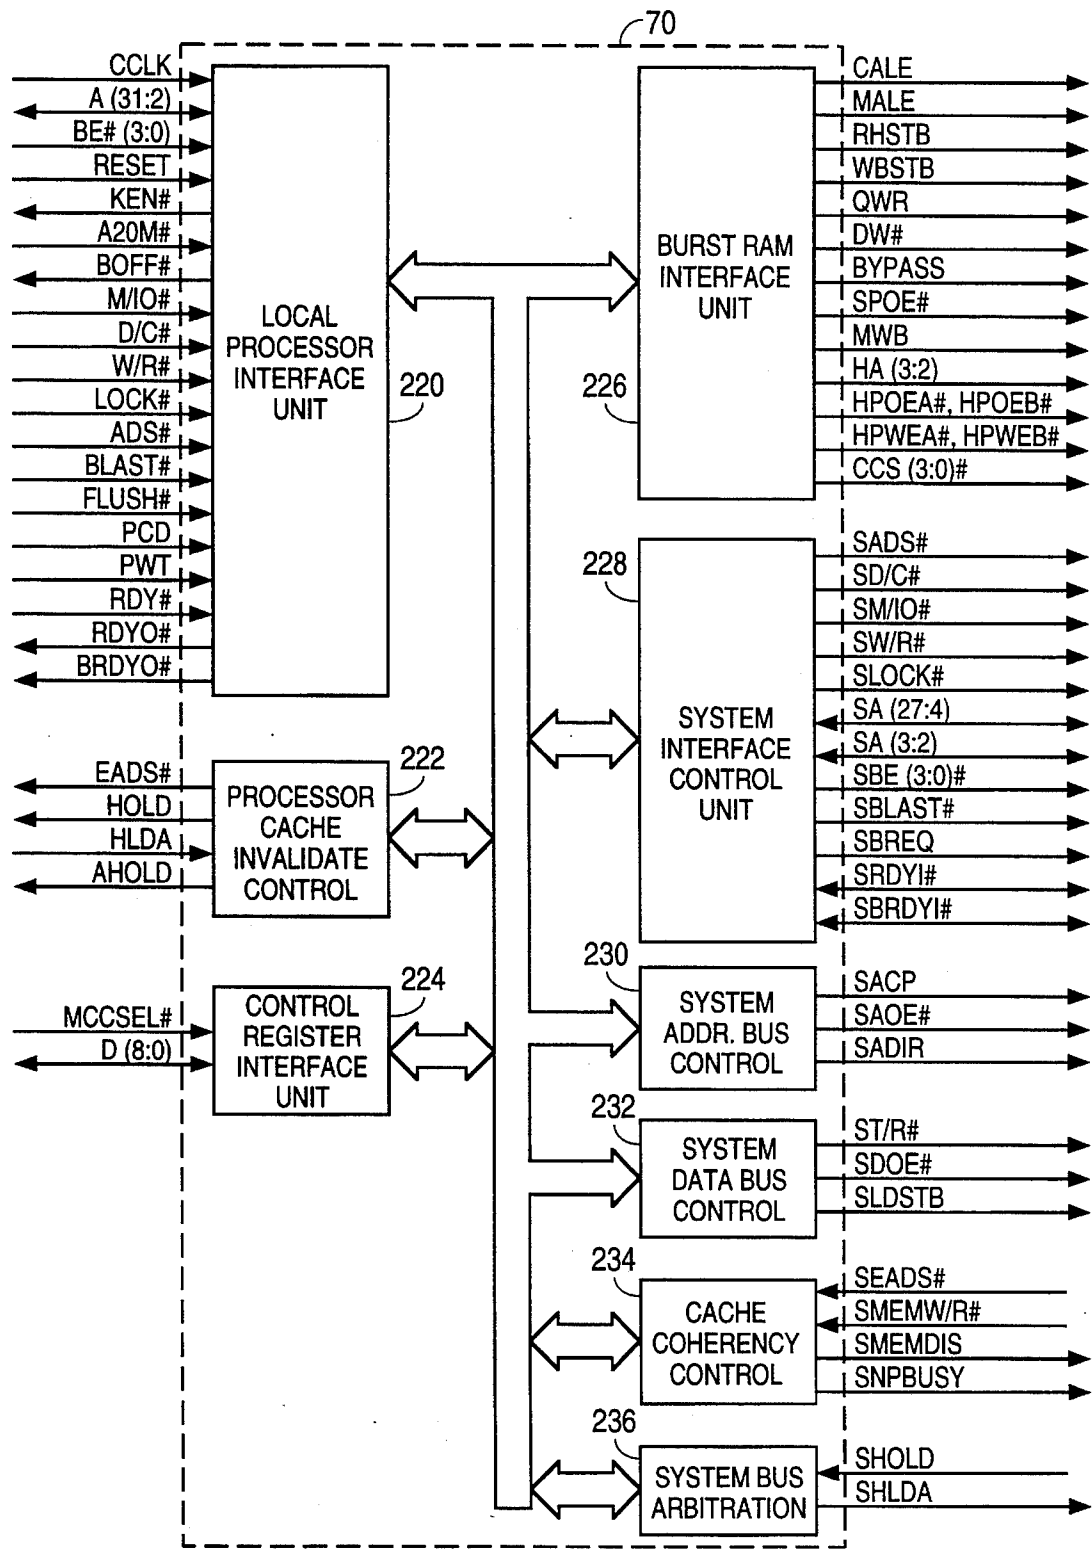 70
CCLK
A (31:2)
BE# (3:0)
RESET
KEN#
A20M#
BOFF#
M/IO#
D/C#
W/R#
LOCK#
ADS#
BLAST#
FLUSH#
PCD
PWT
RDY#
RDYO#
BRDYO#
LOCAL
PROCESSOR
INTERFACE
UNIT
220
EADS#
HOLD
HLDA
AHOLD
222
PROCESSOR
CACHE
INVALIDATE
CONTROL
MCCSEL#
D (8:0)
224
CONTROL
REGISTER
INTERFACE
UNIT
BURST RAM
INTERFACE
UNIT
226
CALE
MALE
RHSTB
WBSTB
QWR
DW#
BYPASS
SPOE#
MWB
HA (3:2)
HPOEA#, HPOEB#
HPWEA#, HPWEB#
CCS (3:0)#
228
SYSTEM
INTERFACE
CONTROL
UNIT
SADS#
SD/C#
SM/IO#
SW/R#
SLOCK#
SA (27:4)
SA (3:2)
SBE (3:0)#
SBLAST#
SBREQ
SRDYI#
SBRDYI#
230
SYSTEM
ADDR. BUS
CONTROL
SACP
SAOE#
SADIR
232
SYSTEM
DATA BUS
CONTROL
ST/R#
SDOE#
SLDSTB
234
CACHE
COHERENCY
CONTROL
SEADS#
SMEMW/R#
SMEMDIS
SNPBUSY
236
SYSTEM BUS
ARBITRATION
SHOLD
SHLDA